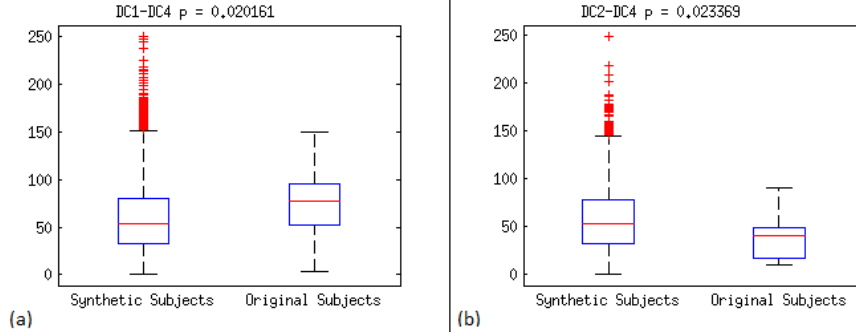 DC1-DC4 p = 0.020161
250
200
150
100
50
0
Synthetic Subjects
Original Subjects
(a)
DC2-DC4 p = 0.023369
250
200
150
100
50
0
Synthetic Subjects
Original Subjects
(b)